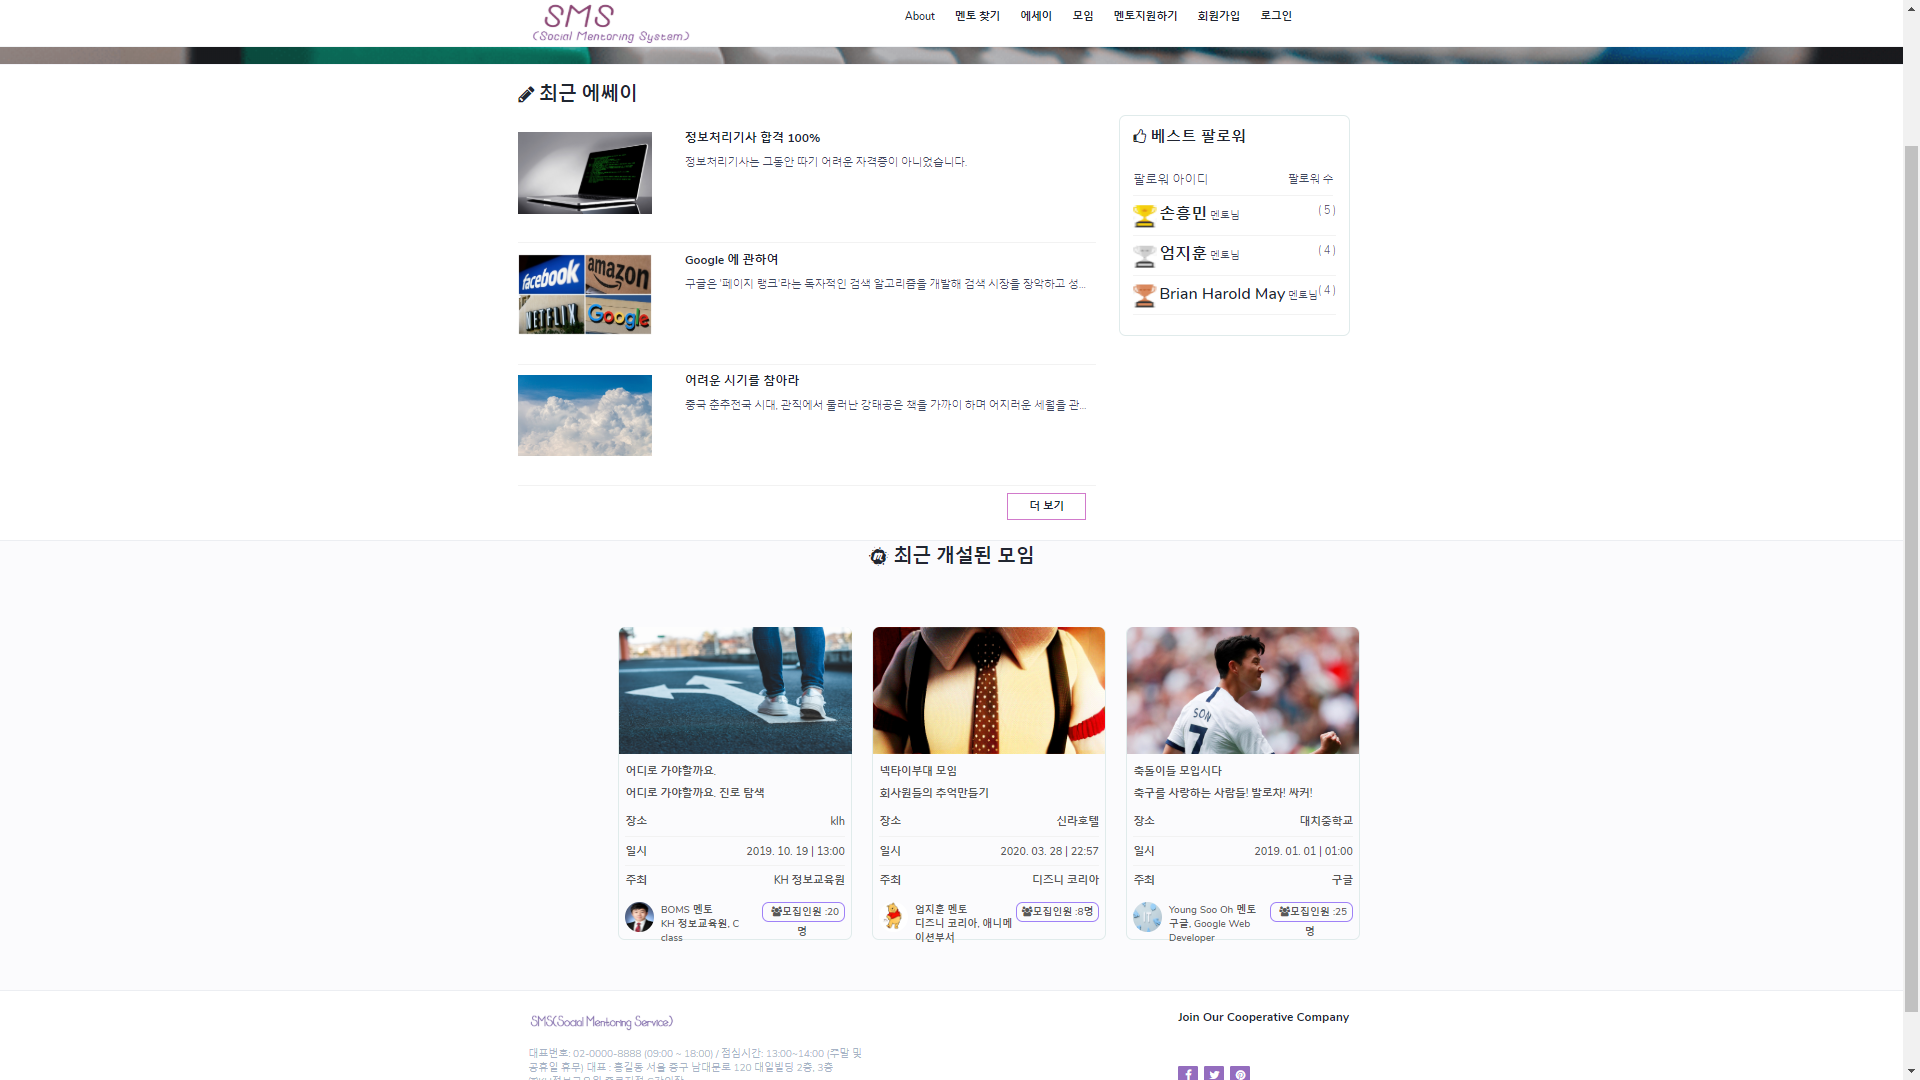 SMS
(Social Mentoring System)
About 멘토 찾기 에세이 모임 멘토지원하기 회원가입 로그인
최근 에쎄이
정보처리기사 합격 100%
정보처리기사는 그동안 따기 어려운 자격증이 아니었습니다.
facebook
amazon
NETFLIX
Google
Google 에 관하여
구글은 '페이지 랭크'라는 독자적인 검색 알고리즘을 개발해 검색 시장을 장악하고 성...
어려운 시기를 참아라
중국 춘주전국 시대, 관직에서 물러난 강태공은 책을 가까이 하며 어지러운 세월을 관...
더 보기
베스트 팔로워
팔로워 아이디 팔로워 수
손흥민 멘토님 ( 5 )
엄지훈 멘토님 ( 4 )
Brian Harold May 멘토님 ( 4 )
최근 개설된 모임
어디로 가야할까요.
어디로 가야할까요. 진로 탐색
장소 klh
일시 2019. 10. 19 | 13:00
주최 KH 정보교육원
BOMS 멘토
KH 정보교육원, C
class
모집인원 :20
명
넥타이부대 모임
회사원들의 추억만들기
장소 신라호텔
일시 2020. 03. 28 | 22:57
주최 디즈니 코리아
엄지훈 멘토
디즈니 코리아, 애니메
이션부서
모집인원 :8명
SON
7
축돌이들 모입시다
축구를 사랑하는 사람들! 발로차! 싸커!
장소 대치중학교
일시 2019. 01. 01 | 01:00
주최 구글
Young Soo Oh 멘토
구글, Google Web
Developer
모집인원 :25
명
SMS(Social Mentoring Service)
대표번호: 02-0000-8888 (09:00 ~ 18:00) / 점심시간: 13:00~14:00 (주말 및
공휴일 휴무) 대표 : 홍길동 서울 중구 남대문로 120 대일빌딩 2층, 3층
Join Our Cooperative Company